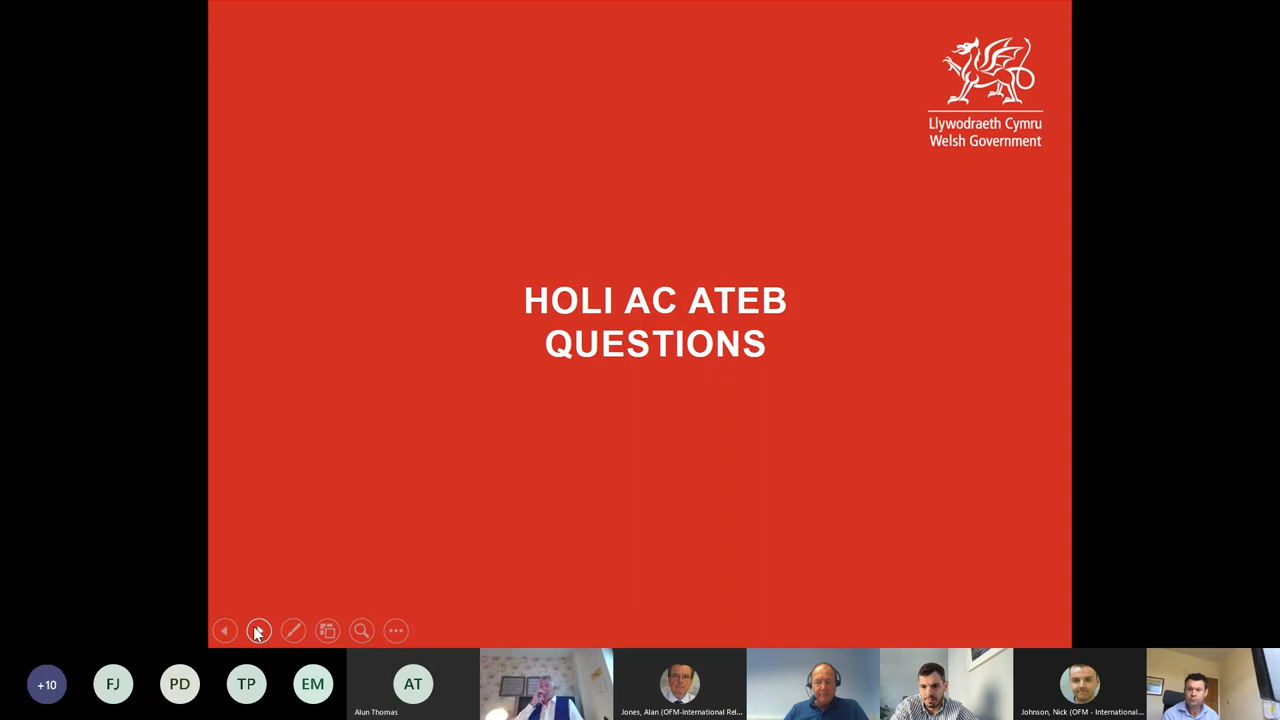 Llywodraeth Cymru
Welsh Government
HOLI AC ATEB
QUESTIONS
+10
FJ
PD
TP
EM
AT
Alun Thomas
Jones, Alan (OFM-International Rel...
Johnson, Nick (OFM - International...